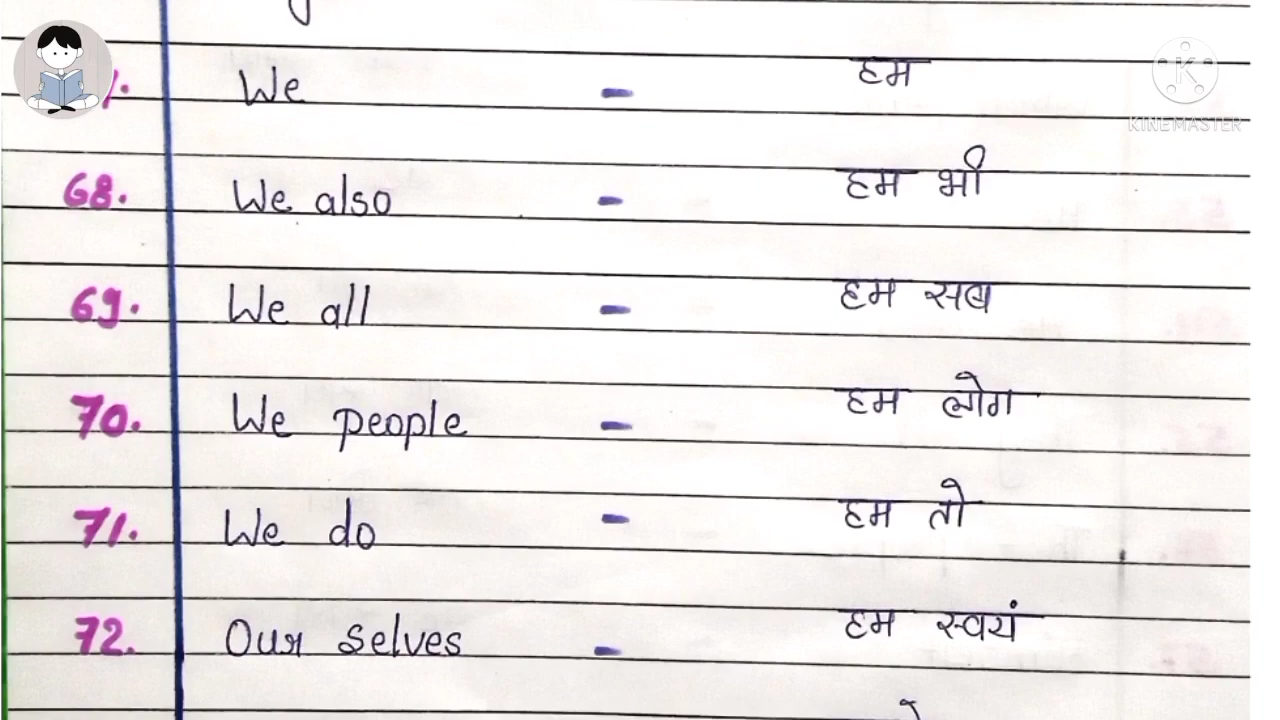 We - हम
KINEMASTER
68. We also - हम भी
69. We all - हम सब
70. We people - हम लोग
71. We do - हम तो
72. Our selves - हम स्वयं